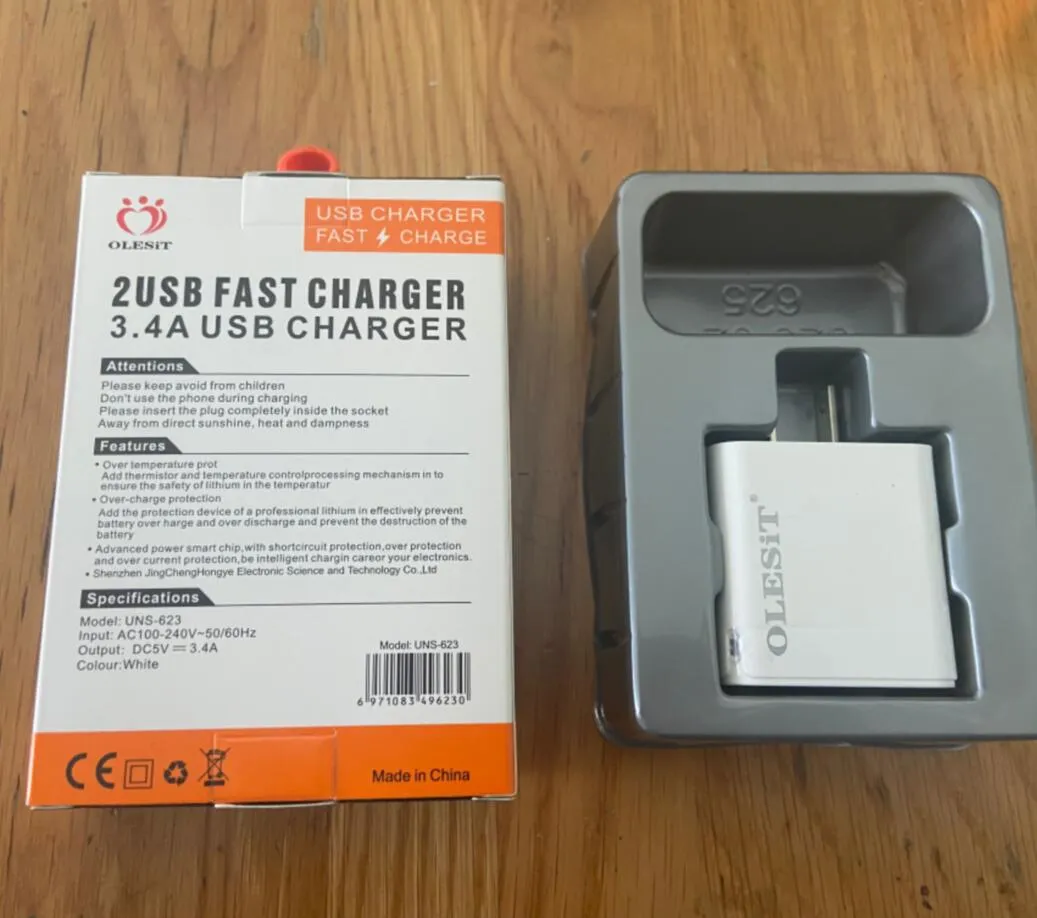 OLESiT
USB CHARGER
FAST CHARGE
2USB FAST CHARGER
3.4A USB CHARGER
Attentions
Please keep avoid from children
Don't use the phone during charging
Please insert the plug completely inside the socket
Away from direct sunshine, heat and dampness
Features
• Over temperature prot
Add thermistor and temperature controlprocessing mechanism in to
ensure the safety of lithium in the temperatur
• Over-charge protection
Add the protection device of a professional lithium in effectively prevent
battery over harge and over discharge and prevent the destruction of the
battery
• Advanced power smart chip,with shortcircuit protection,over protection
and over current protection,be intelligent chargin careor your electronics.
• Shenzhen JingChengHongye Electronic Science and Technology Co.,Ltd
Specifications
Model: UNS-623
Input: AC100-240V~50/60Hz
Output: DC5V⎓3.4A
Colour:White
Model: UNS-623
6 971083 496230
CE
Made in China
625
OLESiT®